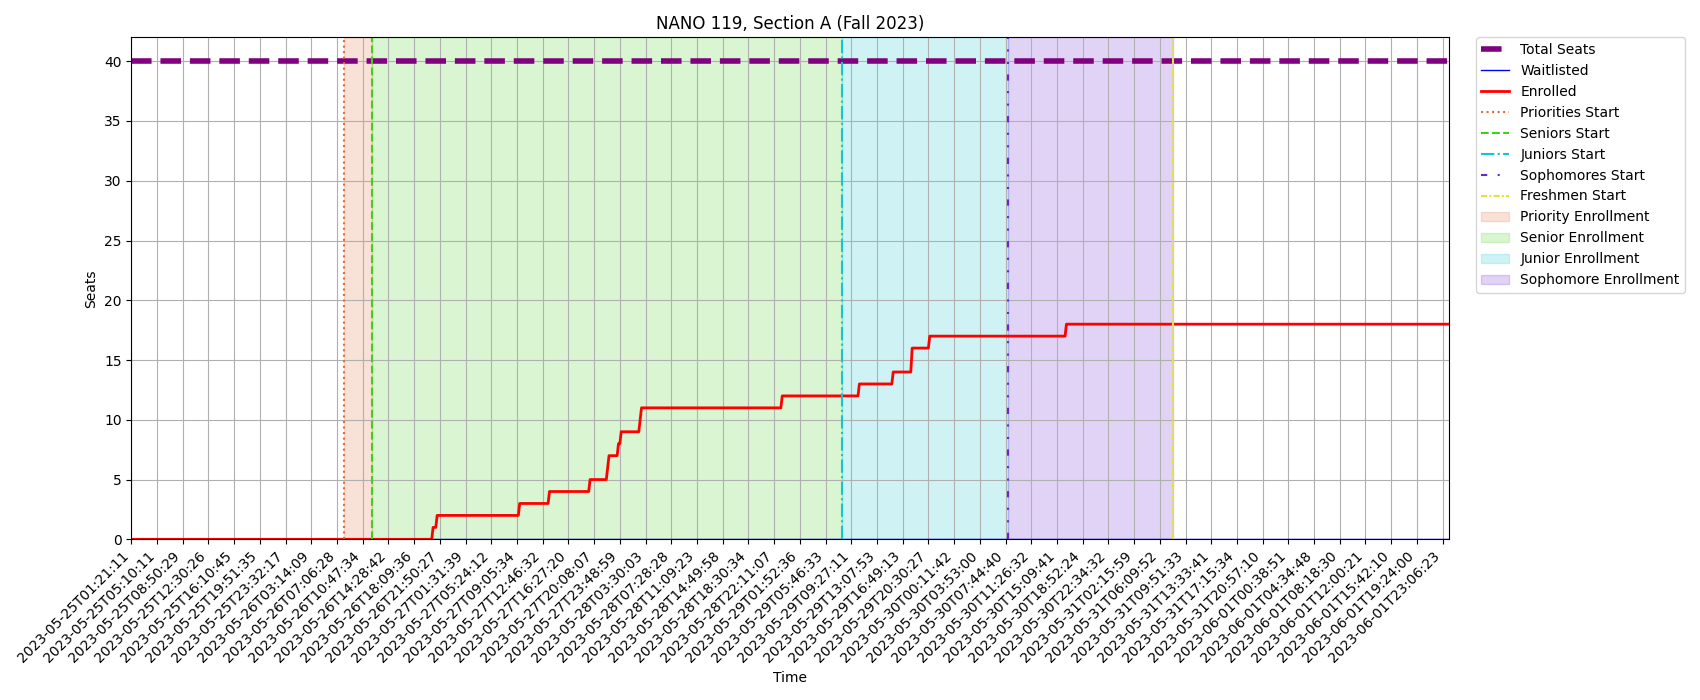 NANO 119, Section A (Fall 2023)
Total Seats
Waitlisted
Enrolled
Priorities Start
Seniors Start
Juniors Start
Sophomores Start
Freshmen Start
Priority Enrollment
Senior Enrollment
Junior Enrollment
Sophomore Enrollment
Seats
40
35
30
25
20
15
10
5
0
2023-05-25T01:21:11
2023-05-25T05:10:11
2023-05-25T08:50:29
2023-05-25T12:30:26
2023-05-25T16:10:45
2023-05-25T19:51:35
2023-05-25T23:32:17
2023-05-26T03:14:09
2023-05-26T07:06:28
2023-05-26T10:47:34
2023-05-26T14:28:42
2023-05-26T18:09:36
2023-05-26T21:50:27
2023-05-27T01:31:39
2023-05-27T05:24:12
2023-05-27T09:05:34
2023-05-27T12:46:32
2023-05-27T16:27:20
2023-05-27T20:08:07
2023-05-27T23:48:59
2023-05-28T03:30:03
2023-05-28T07:28:28
2023-05-28T11:09:23
2023-05-28T14:49:58
2023-05-28T18:30:34
2023-05-28T22:11:07
2023-05-29T01:52:36
2023-05-29T05:46:33
2023-05-29T09:27:11
2023-05-29T13:07:53
2023-05-29T16:49:13
2023-05-29T20:30:27
2023-05-30T00:11:42
2023-05-30T03:53:00
2023-05-30T07:44:40
2023-05-30T11:26:32
2023-05-30T15:09:41
2023-05-30T18:52:24
2023-05-30T22:34:32
2023-05-31T02:15:59
2023-05-31T06:09:52
2023-05-31T09:51:33
2023-05-31T13:33:41
2023-05-31T17:15:34
2023-05-31T20:57:10
2023-06-01T00:38:51
2023-06-01T04:34:48
2023-06-01T08:18:30
2023-06-01T12:00:21
2023-06-01T15:42:10
2023-06-01T19:24:00
2023-06-01T23:06:23
Time